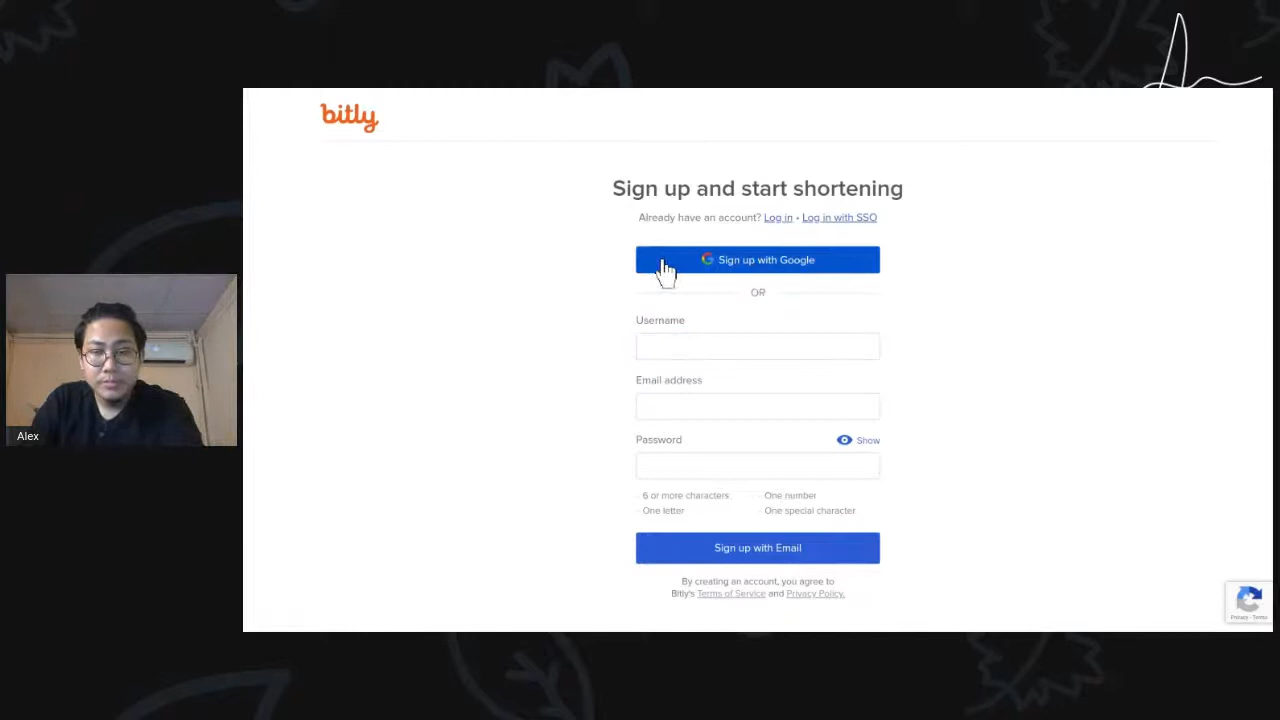 bitly
Sign up and start shortening
Already have an account? Log in • Log in with SSO
Sign up with Google
OR
Username
Email address
Password
Show
6 or more characters
One number
One letter
One special character
Sign up with Email
By creating an account, you agree to
Bitly's Terms of Service and Privacy Policy.
Privacy - Terms
Alex